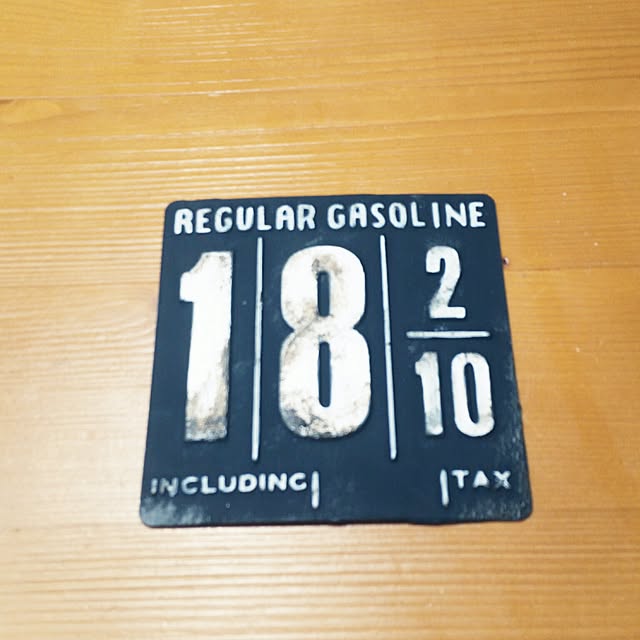 REGULAR GASOLINE
18 2/10
INCLUDING TAX